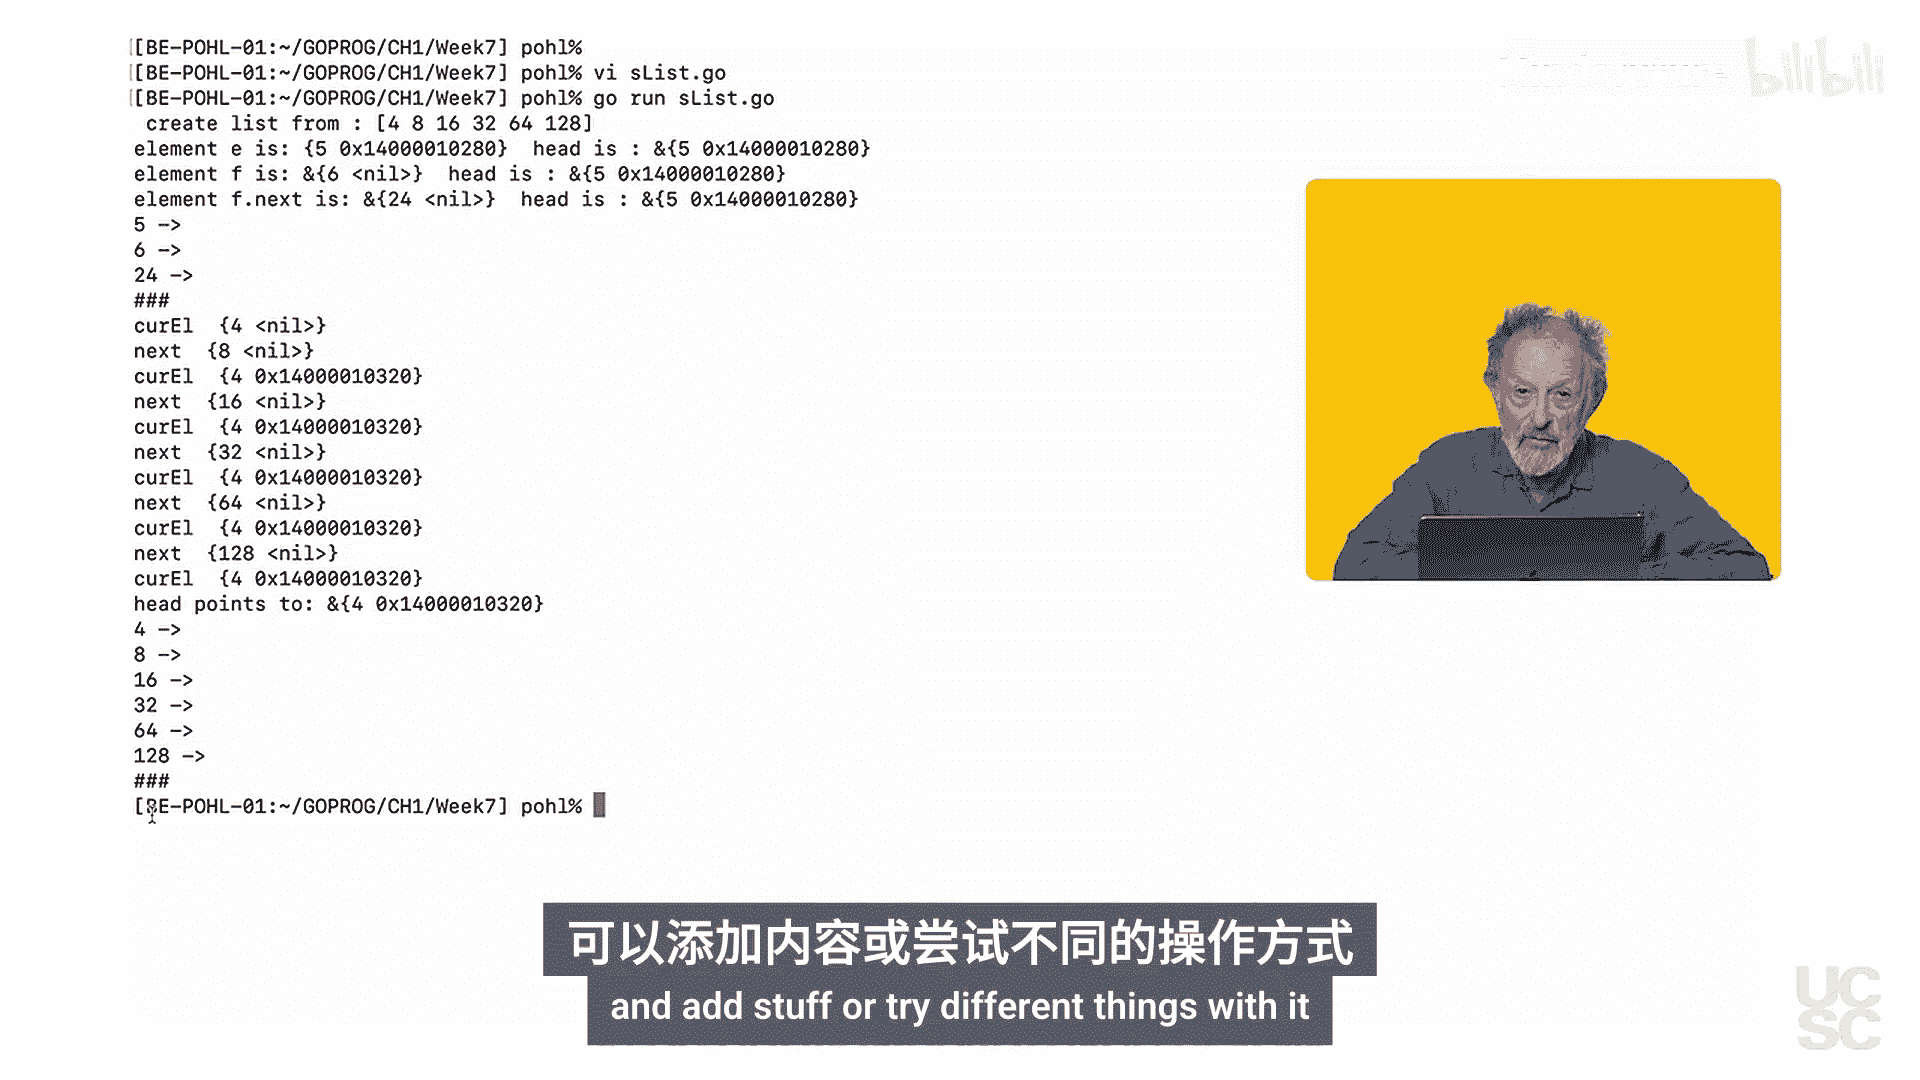 [[BE-POHL-01:~/GOPROG/CH1/Week7] pohl%
[[BE-POHL-01:~/GOPROG/CH1/Week7] pohl% vi sList.go
[[BE-POHL-01:~/GOPROG/CH1/Week7] pohl% go run sList.go
 create list from : [4 8 16 32 64 128]
element e is: {5 0x14000010280}  head is : &{5 0x14000010280}
element f is: &{6 <nil>}  head is : &{5 0x14000010280}
element f.next is: &{24 <nil>}  head is : &{5 0x14000010280}
5 ->
6 ->
24 ->
###
curEl  {4 <nil>}
next  {8 <nil>}
curEl  {4 0x14000010320}
next  {16 <nil>}
curEl  {4 0x14000010320}
next  {32 <nil>}
curEl  {4 0x14000010320}
next  {64 <nil>}
curEl  {4 0x14000010320}
next  {128 <nil>}
curEl  {4 0x14000010320}
head points to: &{4 0x14000010320}
4 ->
8 ->
16 ->
32 ->
64 ->
128 ->
###
[BE-POHL-01:~/GOPROG/CH1/Week7] pohl%
bilibili
可以添加内容或尝试不同的操作方式
and add stuff or try different things with it
UC
SC